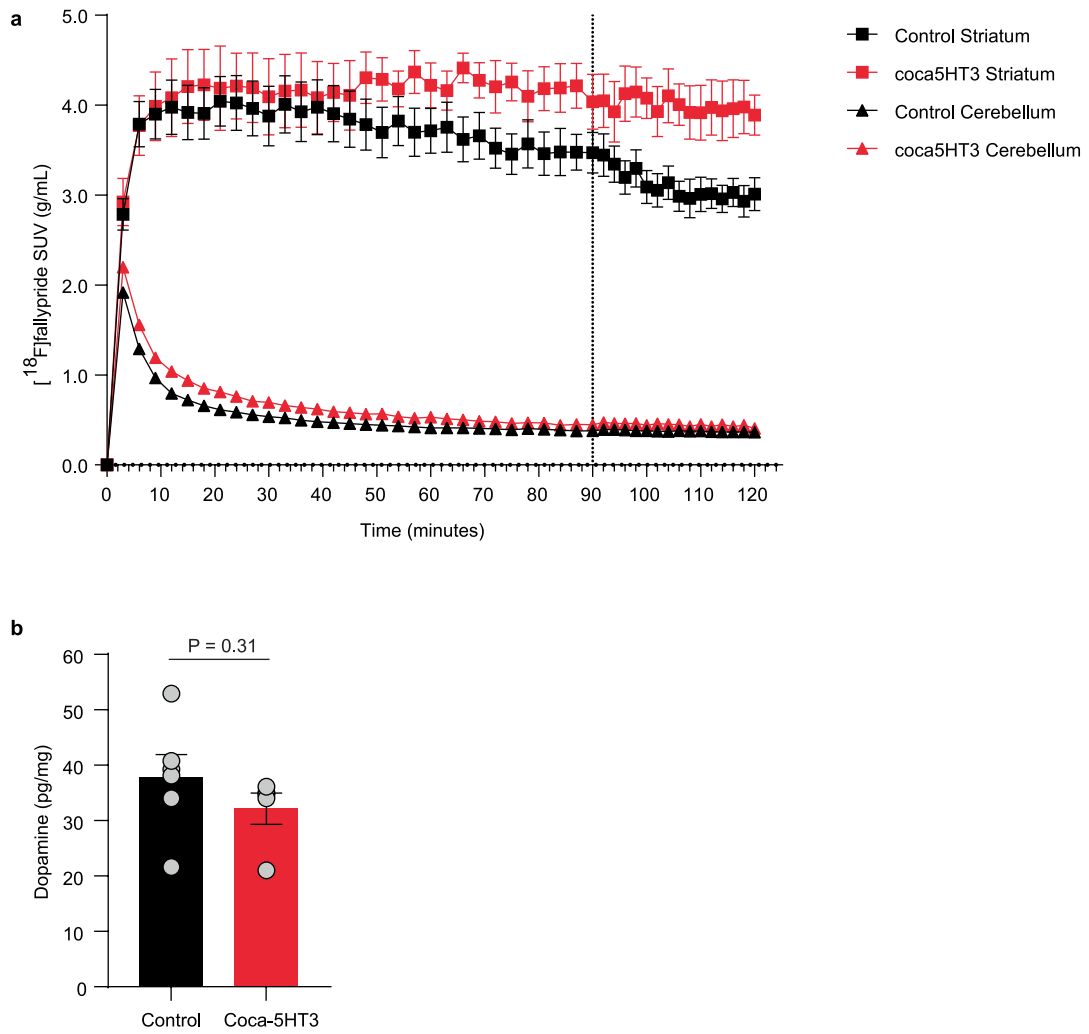 a
5.0
4.0
3.0
2.0
1.0
0.0
[18F]fallypride SUV (g/mL)
0 10 20 30 40 50 60 70 80 90 100 110 120
Time (minutes)
Control Striatum
coca5HT3 Striatum
Control Cerebellum
coca5HT3 Cerebellum
b
P = 0.31
60
50
40
30
20
10
0
Dopamine (pg/mg)
Control Coca-5HT3